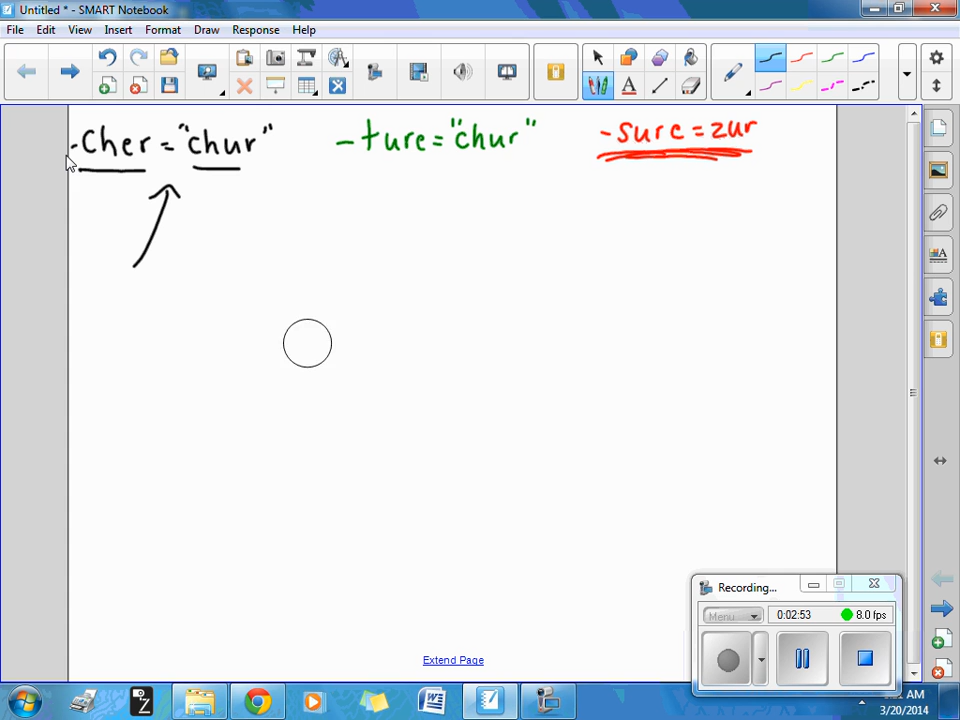 Untitled * - SMART Notebook
File Edit View Insert Format Draw Response Help
-Cher = "chur" -ture = "chur" -sure = zur
Recording...
Menu 0:02:53 8.0 fps
Extend Page
AM
3/20/2014